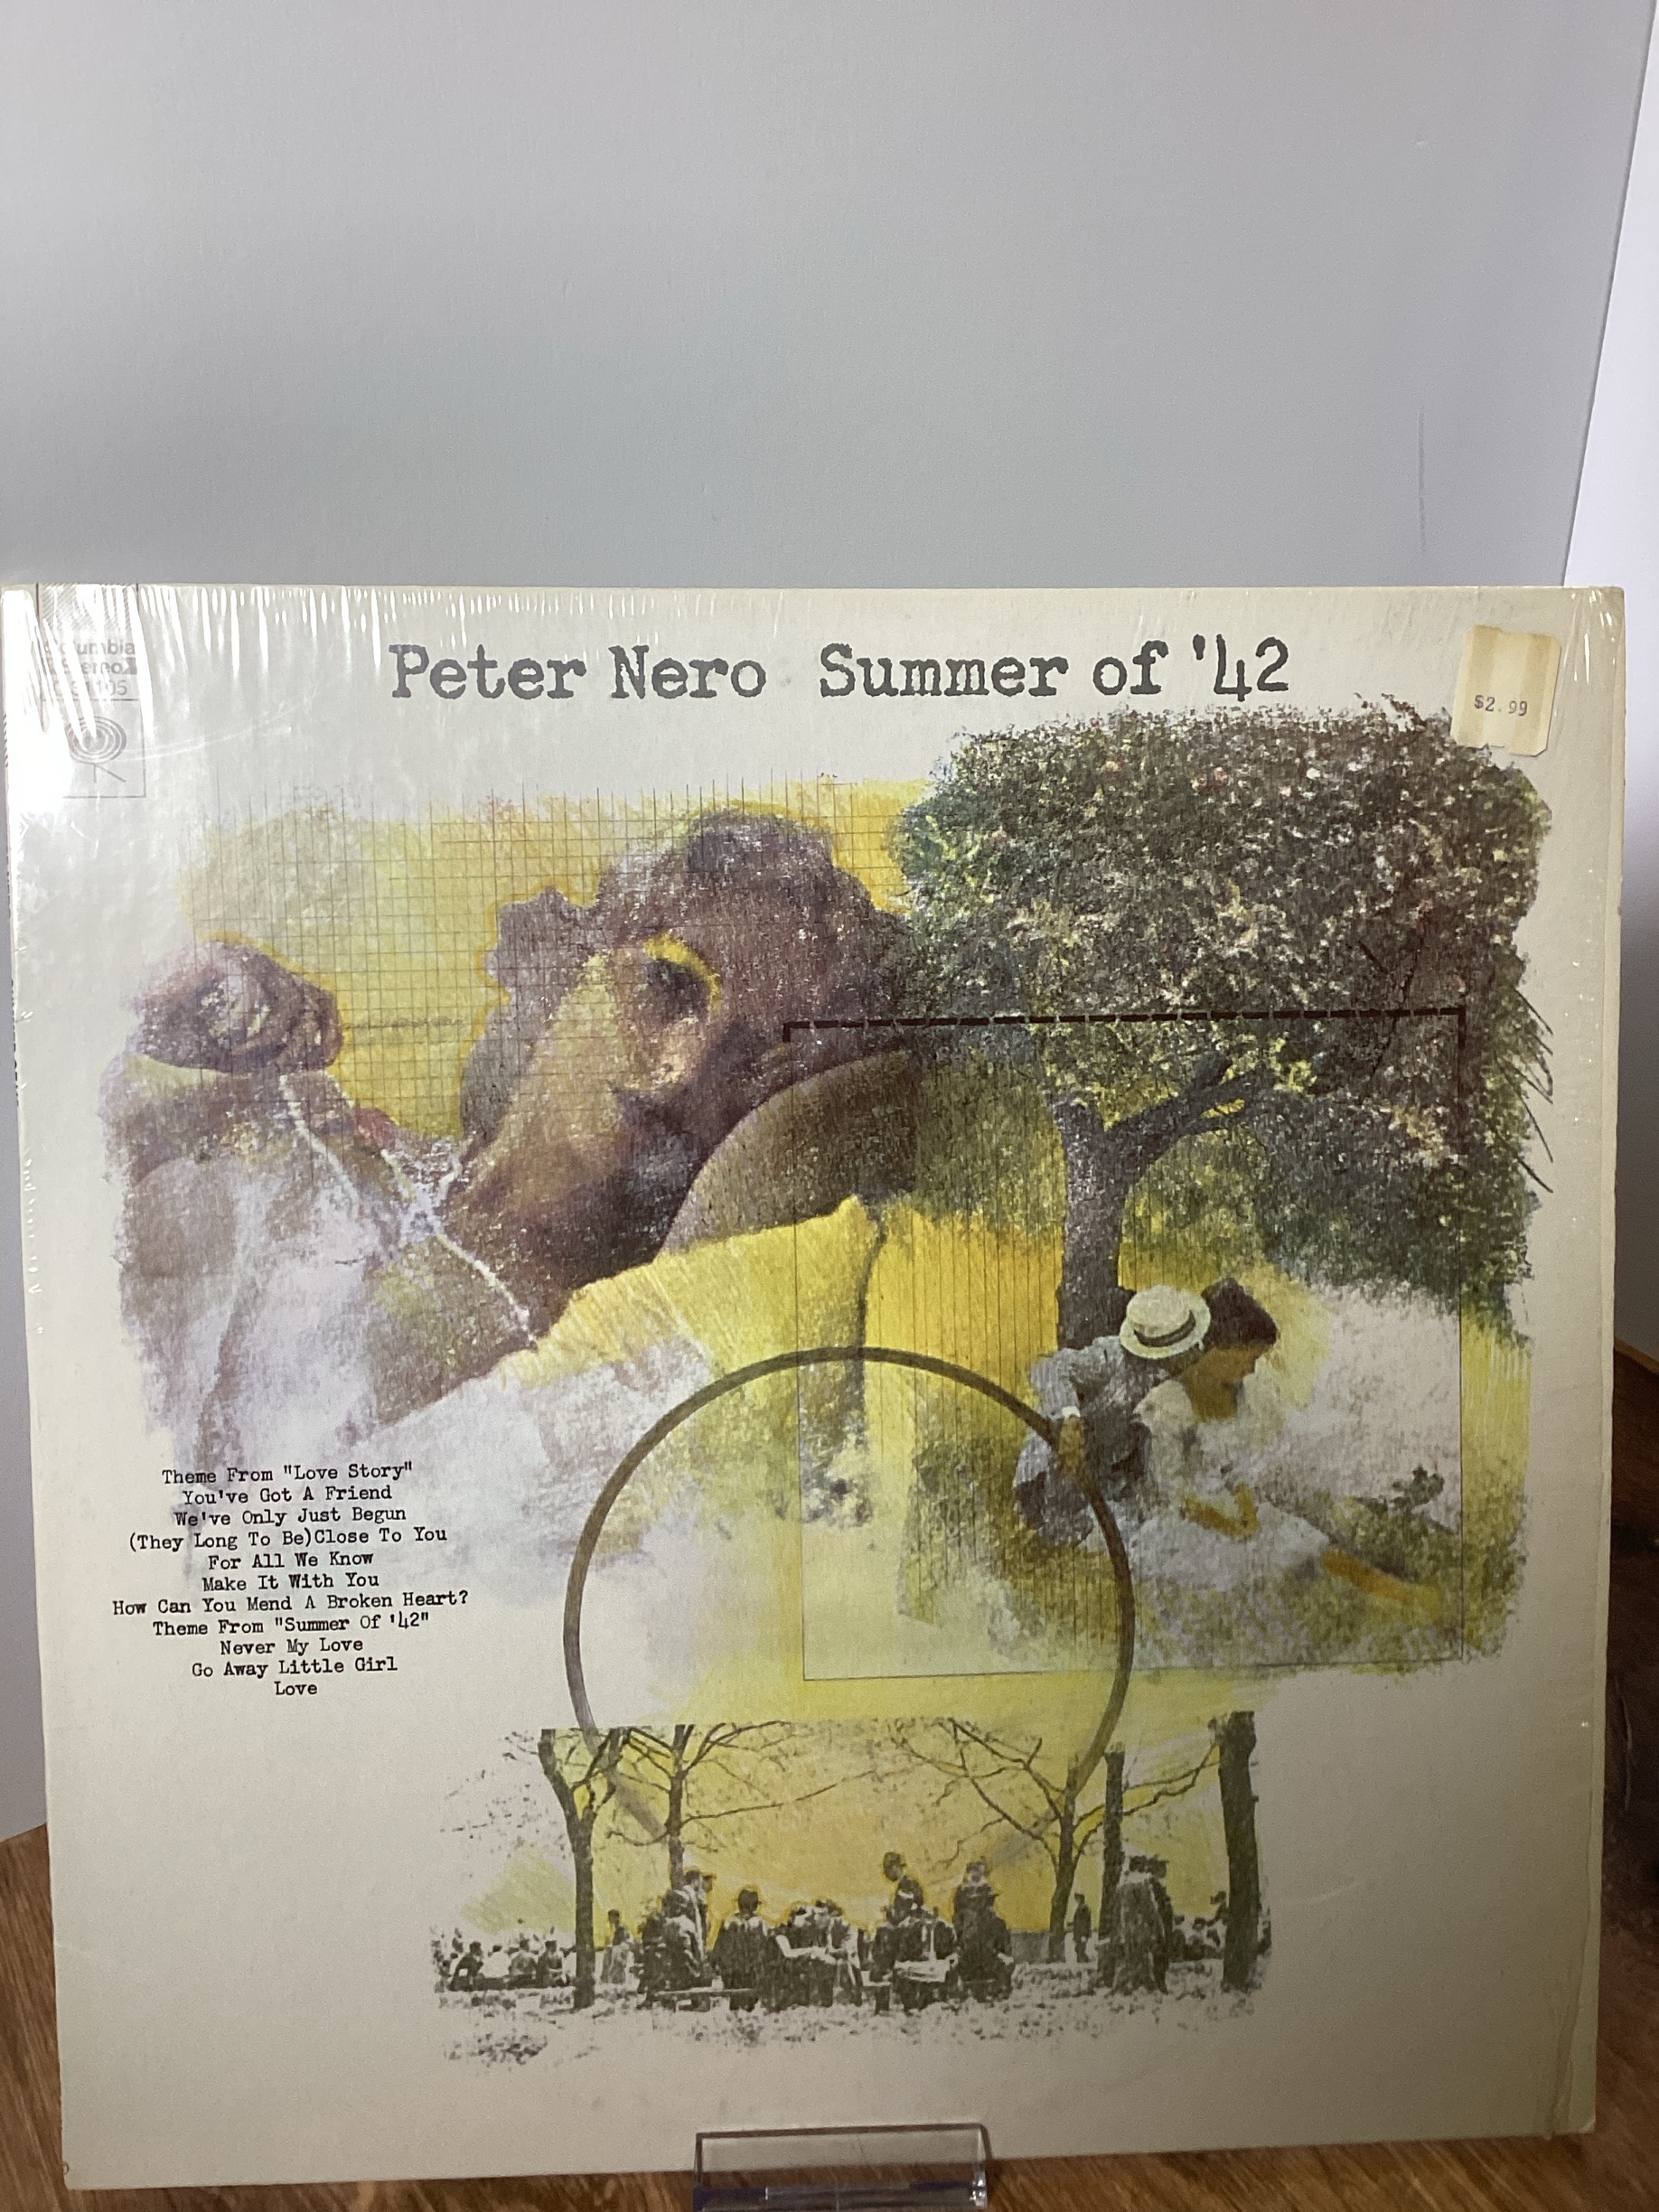 Columbia
Stereo
Peter Nero Summer of '42
$2.99
Theme From "Love Story"
You've Got A Friend
We've Only Just Begun
(They Long To Be)Close To You
For All We Know
Make It With You
How Can You Mend A Broken Heart?
Theme From "Summer Of '42"
Never My Love
Go Away Little Girl
Love